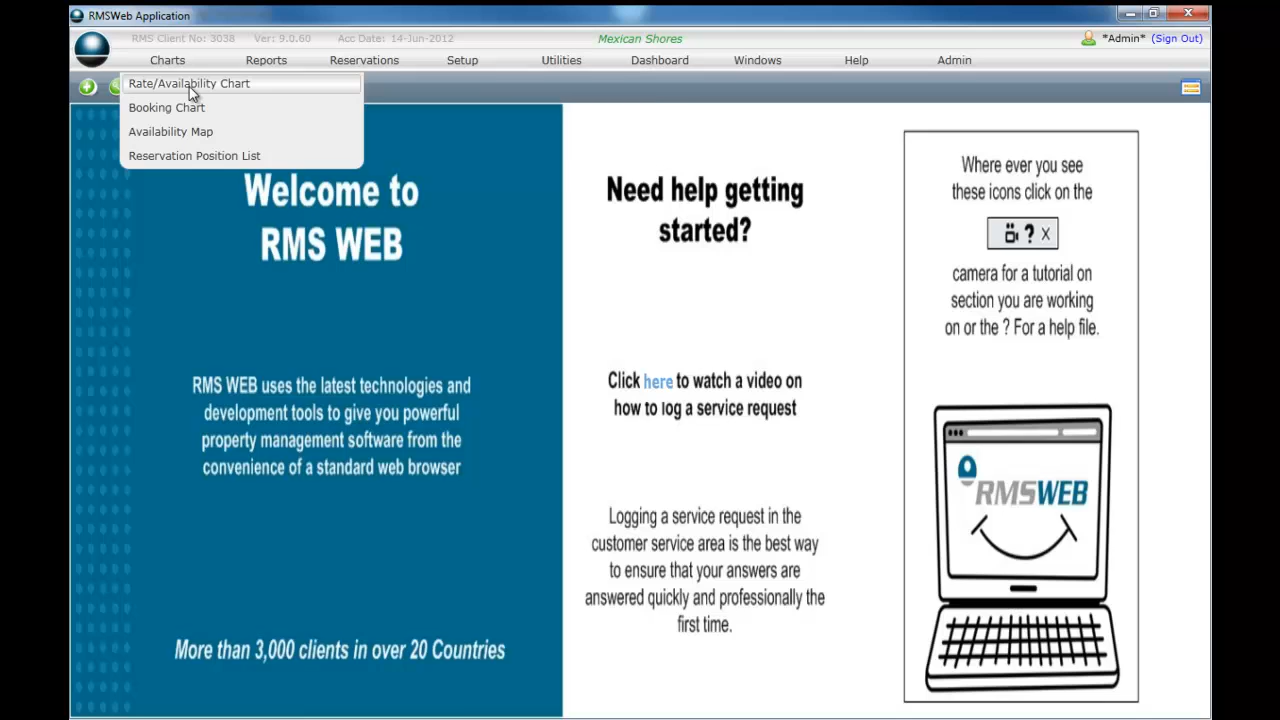 RMSWeb Application
RMS Client No: 3038 Ver: 9.0.60 Acc Date: 14-Jun-2012 Mexican Shores *Admin* (Sign Out)
Charts Reports Reservations Setup Utilities Dashboard Windows Help Admin
Rate/Availability Chart
Booking Chart
Availability Map
Reservation Position List
Welcome to
RMS WEB
RMS WEB uses the latest technologies and
development tools to give you powerful
property management software from the
convenience of a standard web browser
More than 3,000 clients in over 20 Countries
Need help getting
started?
Click here to watch a video on
how to log a service request
Logging a service request in the
customer service area is the best way
to ensure that your answers are
answered quickly and professionally the
first time.
Where ever you see
these icons click on the
? X
camera for a tutorial on
section you are working
on or the ? For a help file.
RMSWEB